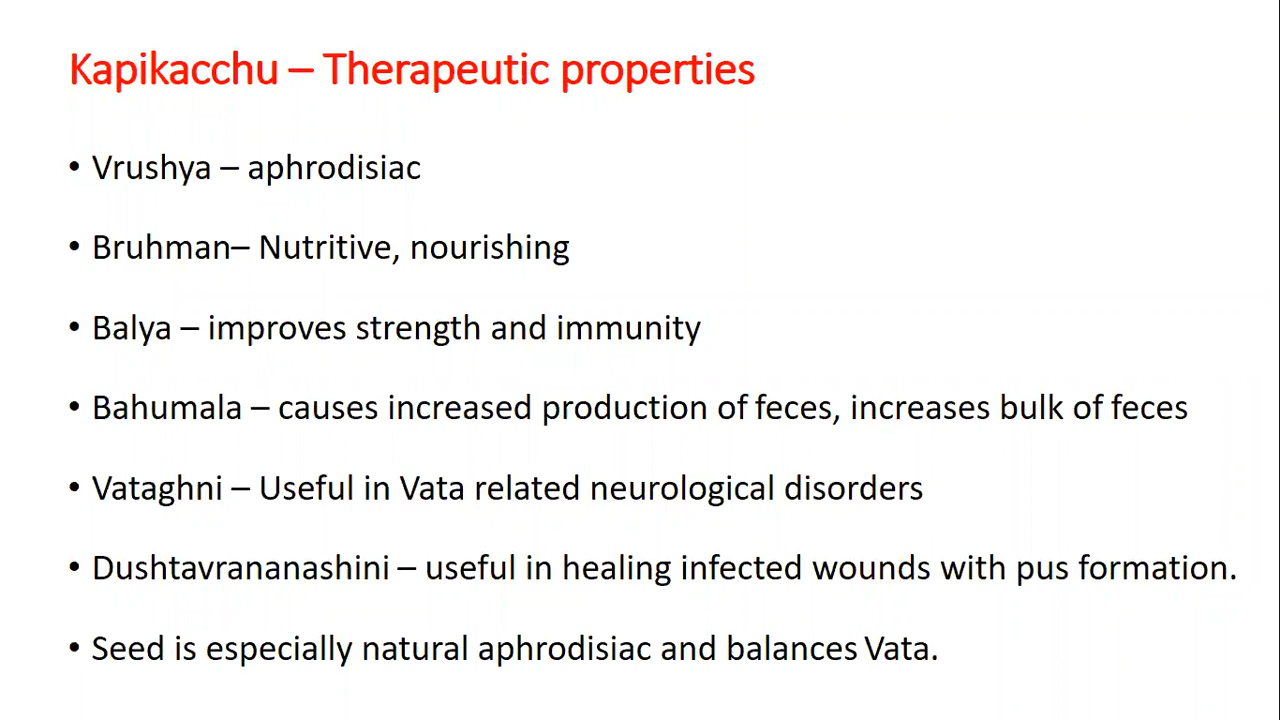 Kapikacchu – Therapeutic properties
• Vrushya – aphrodisiac
• Bruhman– Nutritive, nourishing
• Balya – improves strength and immunity
• Bahumala – causes increased production of feces, increases bulk of feces
• Vataghni – Useful in Vata related neurological disorders
• Dushtavrananashini – useful in healing infected wounds with pus formation.
• Seed is especially natural aphrodisiac and balances Vata.